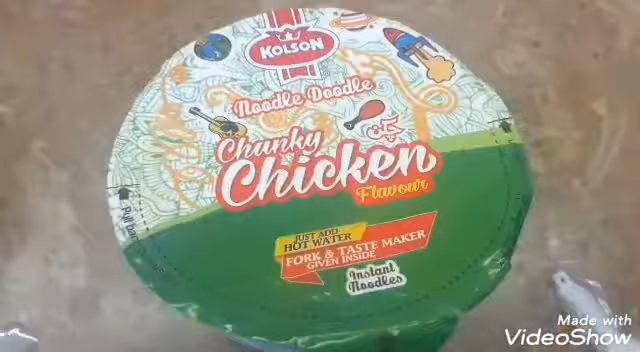 KOLSON
Noodle Doodle
Chunky
چکن
Chicken
Flavour
JUST ADD
HOT WATER
FORK & TASTE MAKER
GIVEN INSIDE
Instant
Noodles
Made with
VideoShow